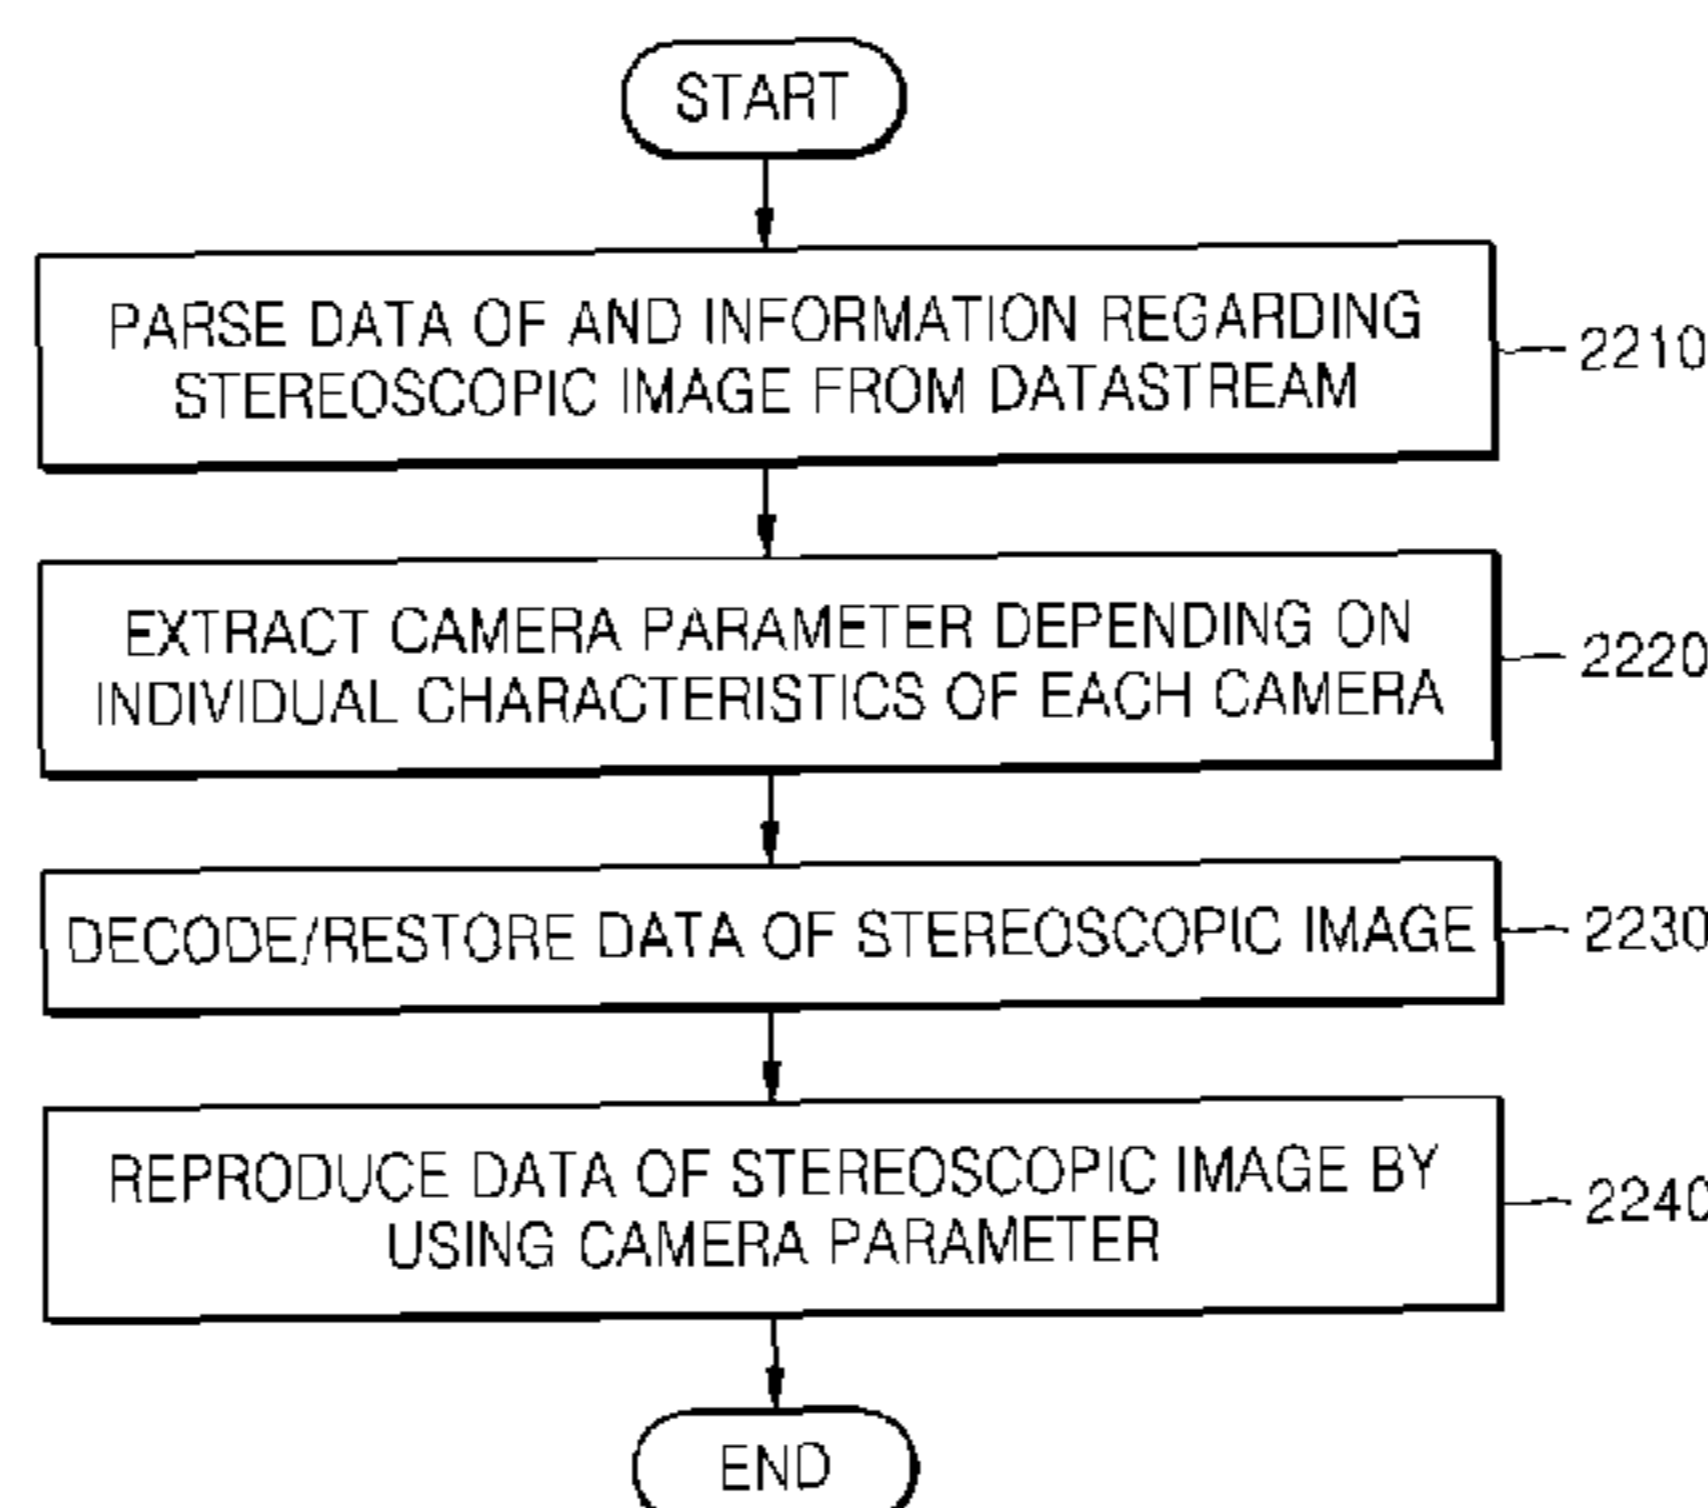 START
PARSE DATA OF AND INFORMATION REGARDING
STEREOSCOPIC IMAGE FROM DATASTREAM
2210
EXTRACT CAMERA PARAMETER DEPENDING ON
INDIVIDUAL CHARACTERISTICS OF EACH CAMERA
2220
DECODE/RESTORE DATA OF STEREOSCOPIC IMAGE
2230
REPRODUCE DATA OF STEREOSCOPIC IMAGE BY
USING CAMERA PARAMETER
2240
END